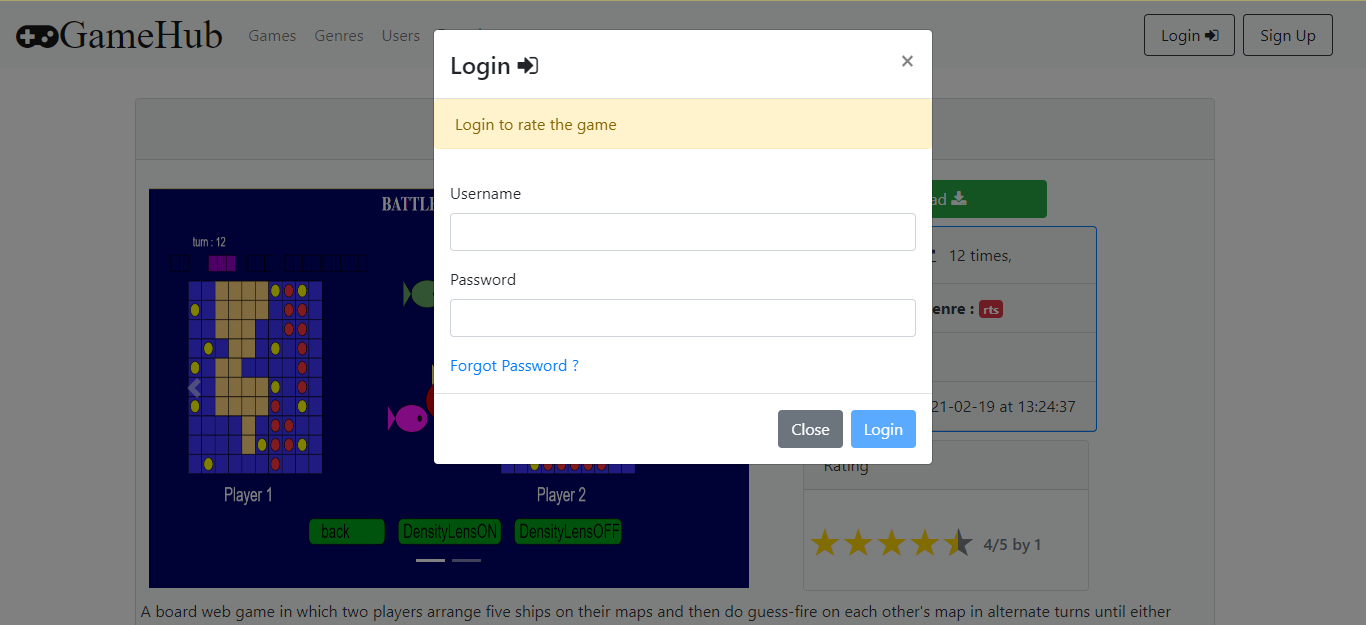 GameHub Games Genres Users Login Sign Up
Login ×
Login to rate the game
Username
Password
Forgot Password ?
Close Login
turn : 12
Player 1 Player 2
back DensityLensON DensityLensOFF
12 times,
rts
21-02-19 at 13:24:37
Rating
4/5 by 1
A board web game in which two players arrange five ships on their maps and then do guess-fire on each other's map in alternate turns until either